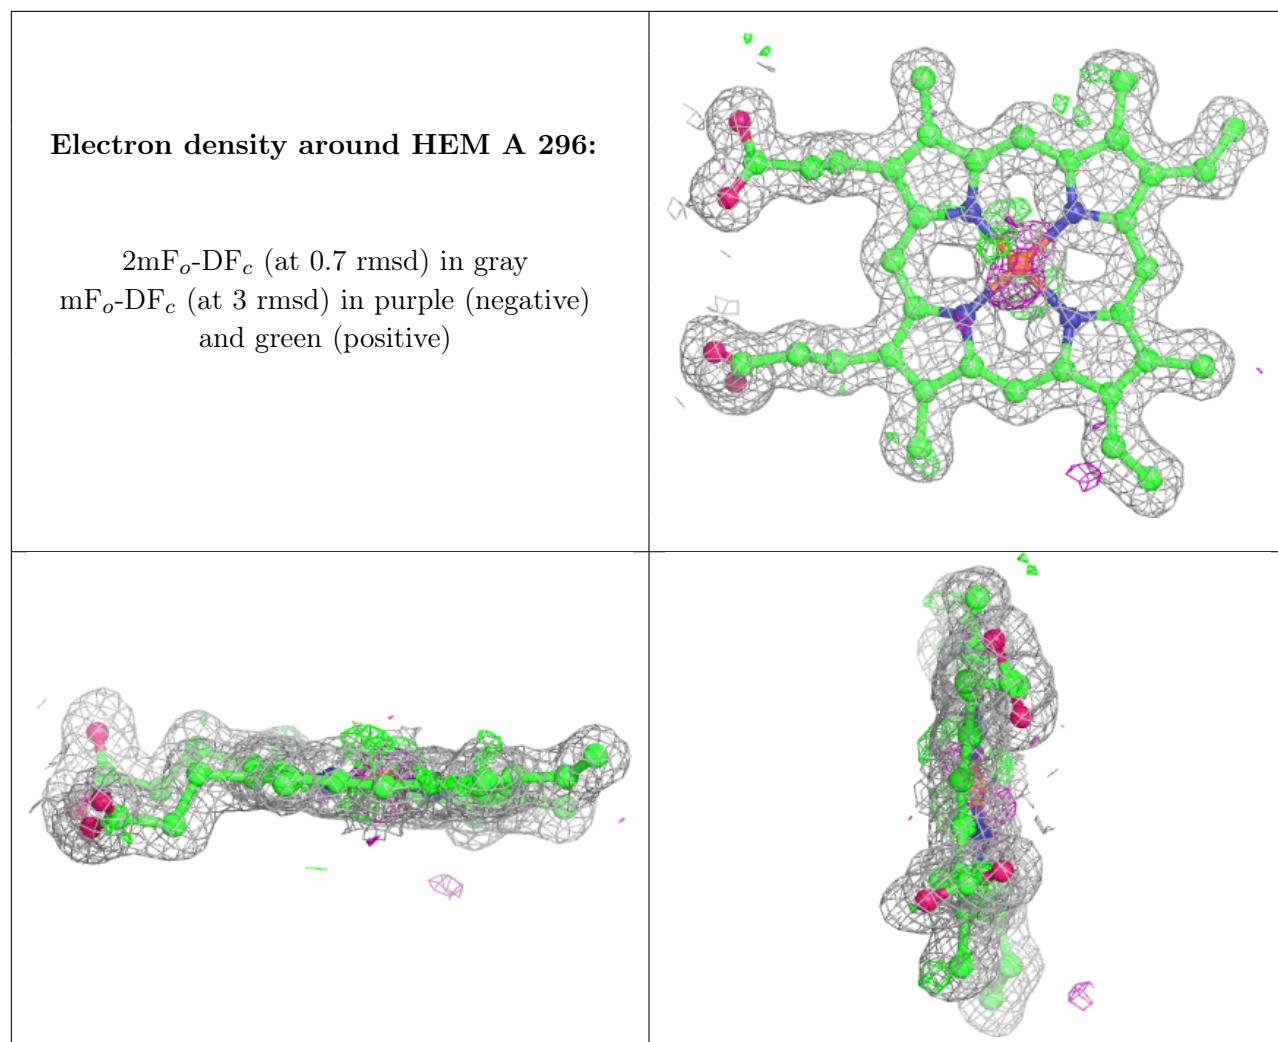 Electron density around HEM A 296:
2mFo-DFc (at 0.7 rmsd) in gray
mFo-DFc (at 3 rmsd) in purple (negative)
and green (positive)